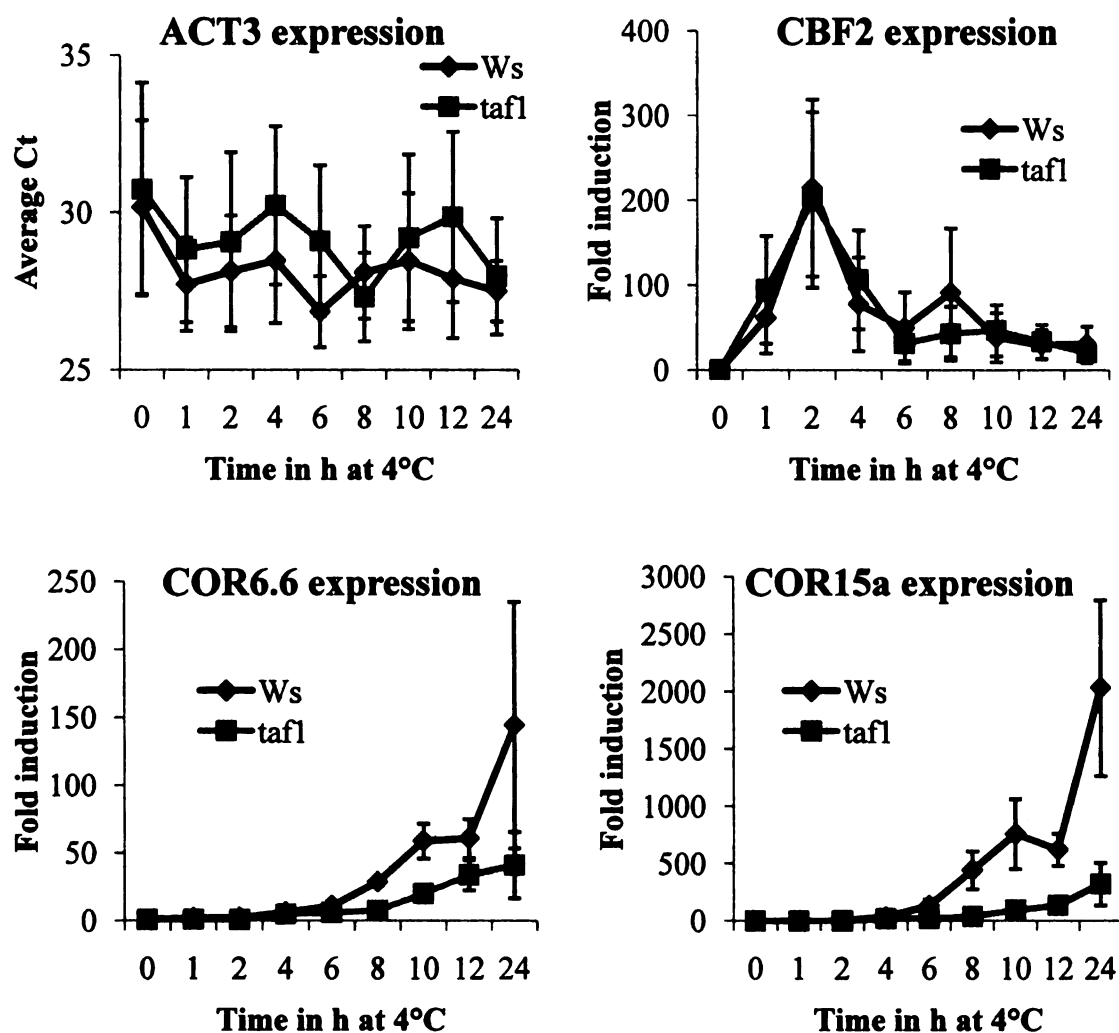 ACT3 expression
35
30
25
Average Ct
Ws
taf1
0 1 2 4 6 8 10 12 24
Time in h at 4°C
CBF2 expression
400
300
200
100
0
Fold induction
Ws
taf1
0 1 2 4 6 8 10 12 24
Time in h at 4°C
COR6.6 expression
250
200
150
100
50
0
Fold induction
Ws
taf1
0 1 2 4 6 8 10 12 24
Time in h at 4°C
COR15a expression
3000
2500
2000
1500
1000
500
0
Fold induction
Ws
taf1
0 1 2 4 6 8 10 12 24
Time in h at 4°C